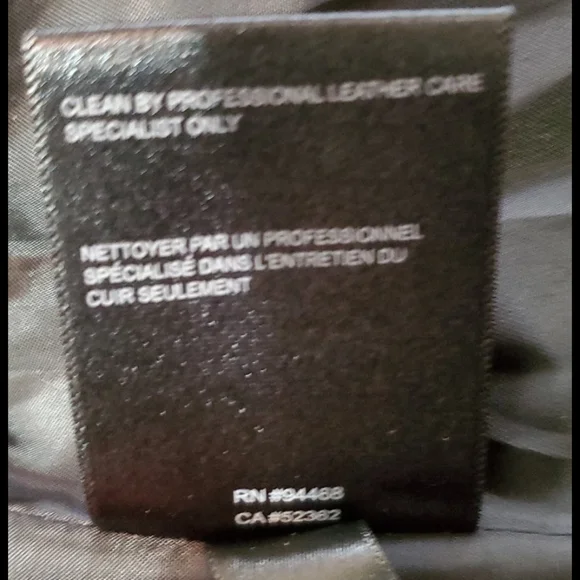 CLEAN BY PROFESSIONAL LEATHER CARE
SPECIALIST ONLY
NETTOYER PAR UN PROFESSIONNEL
SPÉCIALISÉ DANS L'ENTRETIEN DU
CUIR SEULEMENT
RN #94468
CA #52362